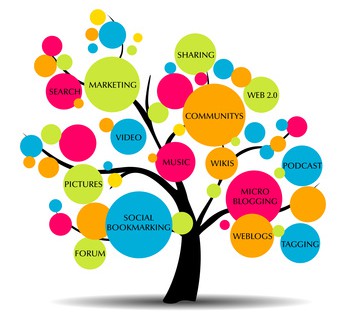 SHARING
MARKETING
SEARCH
WEB 2.0
COMMUNITYS
VIDEO
MUSIC
WIKIS
PODCAST
PICTURES
MICRO
BLOGGING
SOCIAL
BOOKMARKING
WEBLOGS
TAGGING
FORUM